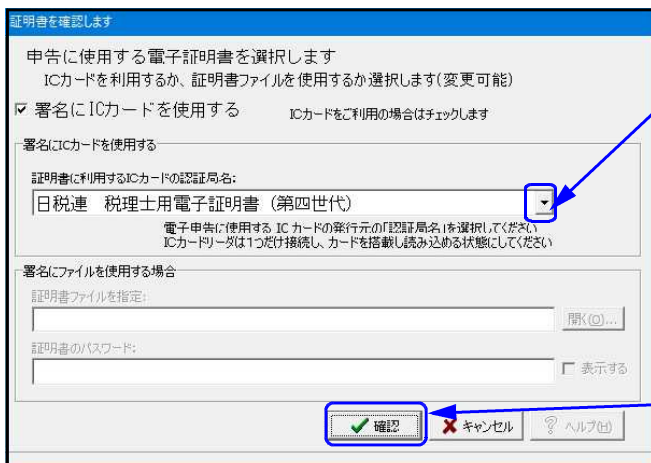 証明書を確認します
申告に使用する電子証明書を選択します
ICカードを利用するか、証明書ファイルを使用するか選択します(変更可能)
署名にICカードを使用する ICカードをご利用の場合はチェックします
署名にICカードを使用する
証明書に利用するICカードの認証局名:
日税連 税理士用電子証明書（第四世代）
電子申告に使用する IC カードの発行元の「認証局名」を選択してください
ICカードリーダは1つだけ接続し、カードを搭載し読み込める状態にしてください
署名にファイルを使用する場合
証明書ファイルを指定:
開く(O)...
証明書のパスワード:
表示する
確認 キャンセル ヘルプ(H)